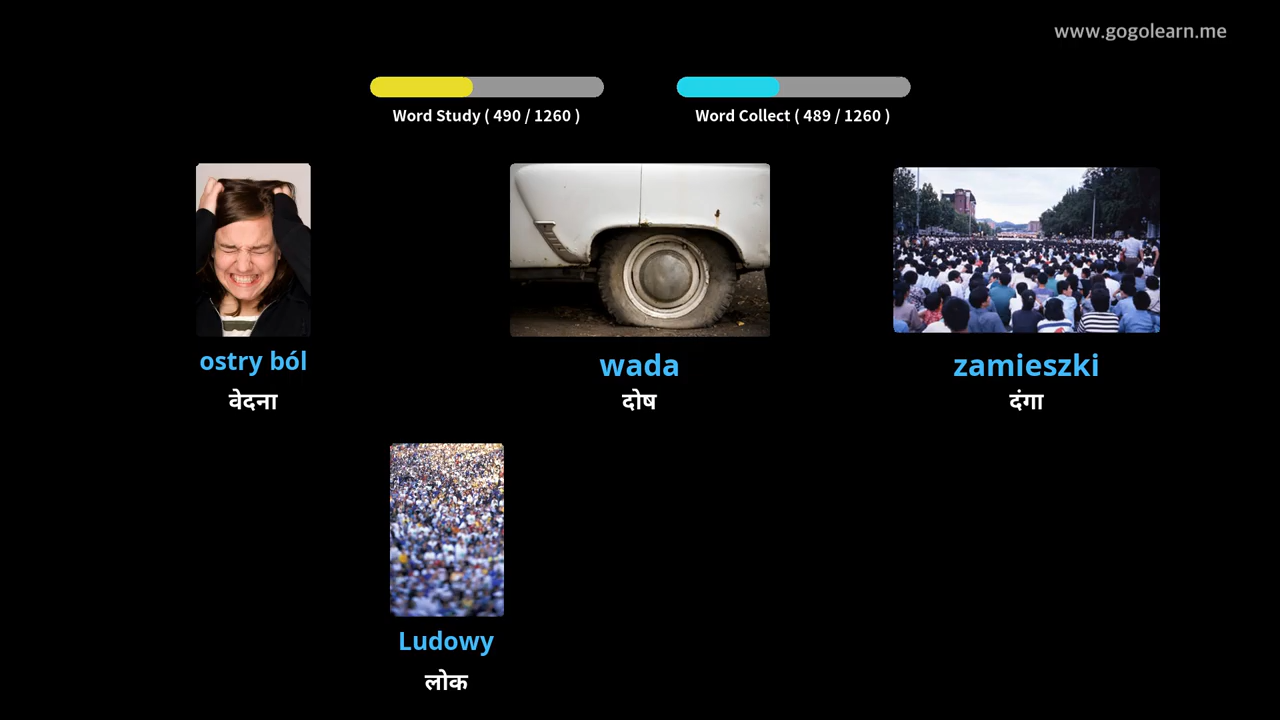 www.gogolearn.me
Word Study ( 490 / 1260 )
Word Collect ( 489 / 1260 )
ostry ból
वेदना
wada
दोष
zamieszki
दंगा
Ludowy
लोक